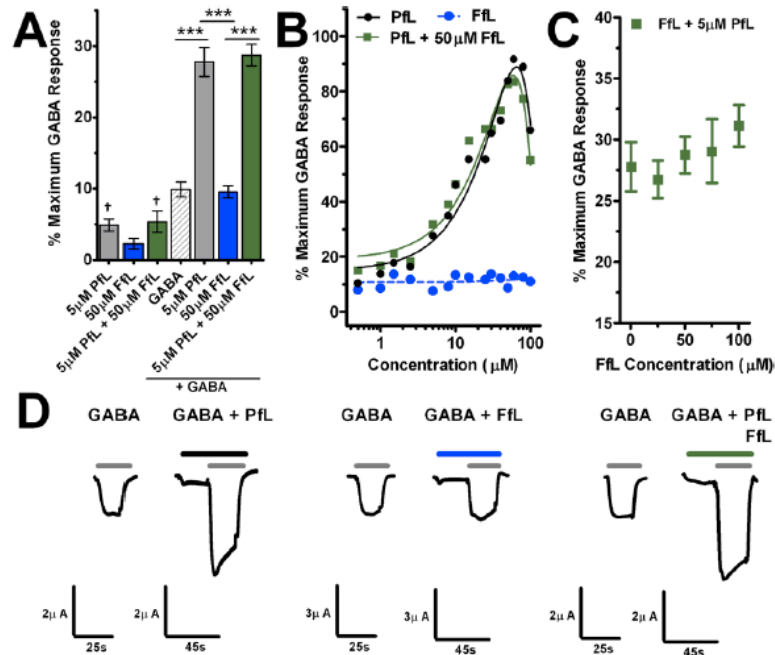 A
% Maximum GABA Response
30
20
10
0
***
***
***
†
†
5μM PfL
50μM FfL
5μM PfL + 50μM FfL
GABA
5μM PfL
50μM FfL
5μM PfL + 50μM FfL
+ GABA
B
% Maximum GABA Response
100
80
60
40
20
0
PfL
FfL
PfL + 50μM FfL
1
10
100
Concentration (μM)
C
% Maximum GABA Response
40
35
30
25
20
15
FfL + 5μM PfL
0
50
100
FfL Concentration (μM)
D
GABA
GABA + PfL
2μ A
25s
2μ A
45s
GABA
GABA + FfL
3μ A
25s
3μ A
45s
GABA
GABA + PfL
FfL
2μ A
25s
2μ A
45s